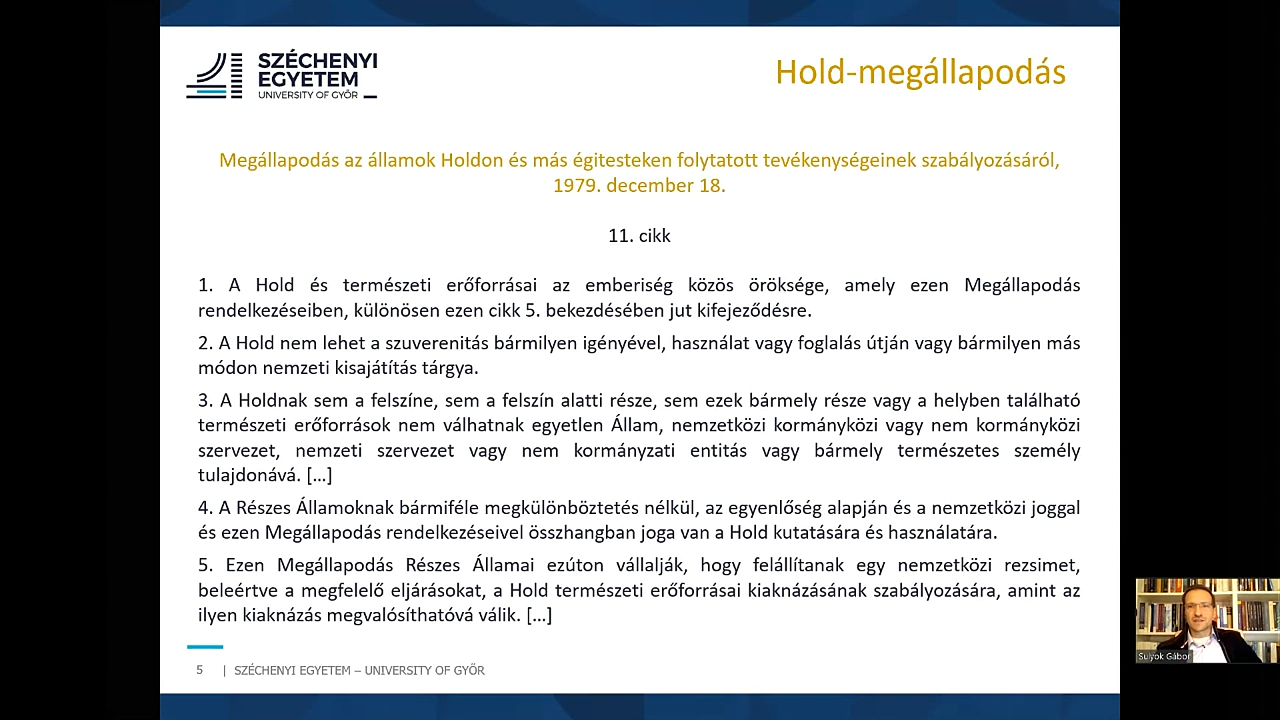 SZÉCHENYI
EGYETEM
UNIVERSITY OF GYŐR
Hold-megállapodás
Megállapodás az államok Holdon és más égitesteken folytatott tevékenységeinek szabályozásáról,
1979. december 18.
11. cikk
1. A Hold és természeti erőforrásai az emberiség közös öröksége, amely ezen Megállapodás
rendelkezéseiben, különösen ezen cikk 5. bekezdésében jut kifejeződésre.
2. A Hold nem lehet a szuverenitás bármilyen igényével, használat vagy foglalás útján vagy bármilyen más
módon nemzeti kisajátítás tárgya.
3. A Holdnak sem a felszíne, sem a felszín alatti része, sem ezek bármely része vagy a helyben található
természeti erőforrások nem válhatnak egyetlen Állam, nemzetközi kormányközi vagy nem kormányközi
szervezet, nemzeti szervezet vagy nem kormányzati entitás vagy bármely természetes személy
tulajdonává. […]
4. A Részes Államoknak bármiféle megkülönböztetés nélkül, az egyenlőség alapján és a nemzetközi joggal
és ezen Megállapodás rendelkezéseivel összhangban joga van a Hold kutatására és használatára.
5. Ezen Megállapodás Részes Államai ezúton vállalják, hogy felállítanak egy nemzetközi rezsimet,
beleértve a megfelelő eljárásokat, a Hold természeti erőforrásai kiaknázásának szabályozására, amint az
ilyen kiaknázás megvalósíthatóvá válik. […]
5 | SZÉCHENYI EGYETEM – UNIVERSITY OF GYŐR
Sulyok Gábor